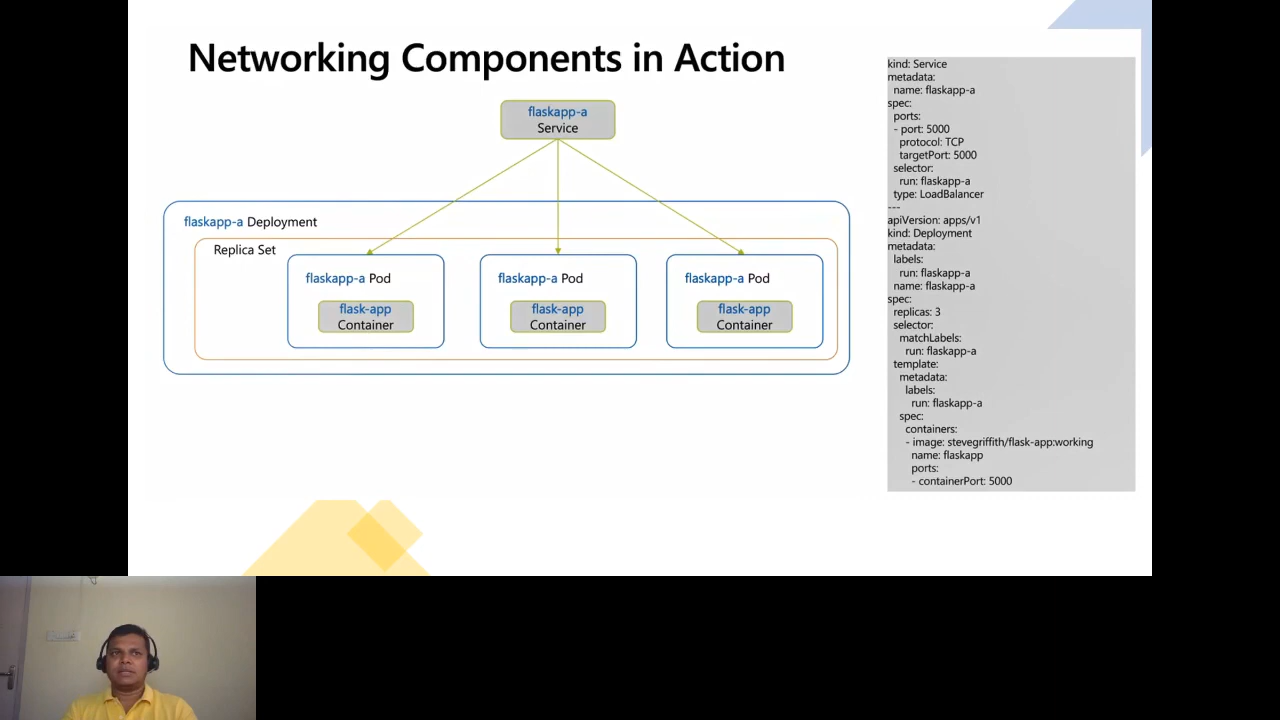 Networking Components in Action
flaskapp-a
Service
flaskapp-a Deployment
Replica Set
flaskapp-a Pod
flask-app
Container
flaskapp-a Pod
flask-app
Container
flaskapp-a Pod
flask-app
Container
kind: Service
metadata:
name: flaskapp-a
spec:
ports:
- port: 5000
protocol: TCP
targetPort: 5000
selector:
run: flaskapp-a
type: LoadBalancer
---
apiVersion: apps/v1
kind: Deployment
metadata:
labels:
run: flaskapp-a
name: flaskapp-a
spec:
replicas: 3
selector:
matchLabels:
run: flaskapp-a
template:
metadata:
labels:
run: flaskapp-a
spec:
containers:
- image: stevegriffith/flask-app:working
name: flaskapp
ports:
- containerPort: 5000